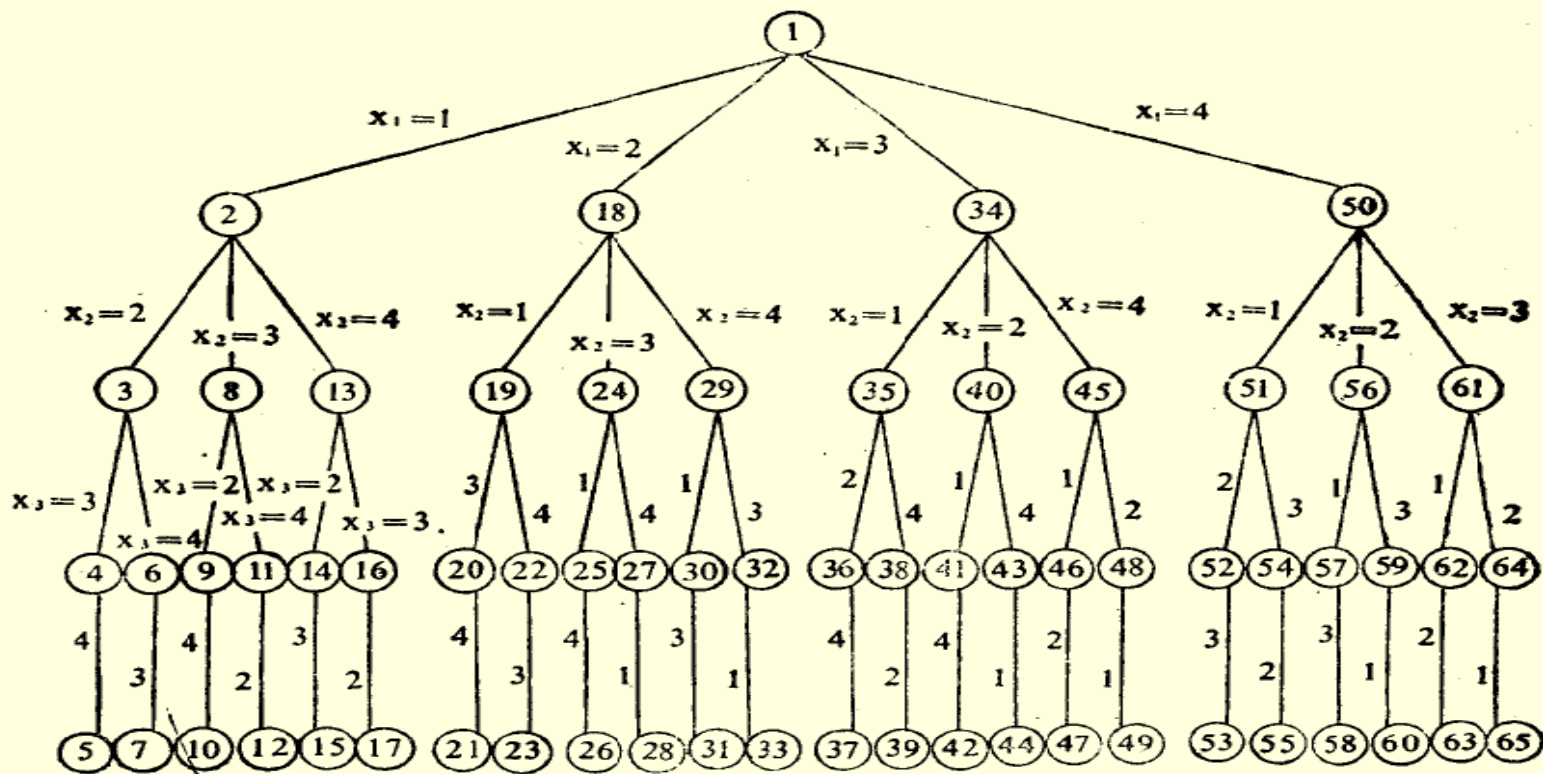 1
x₁=1 x₁=2 x₁=3 x₁=4
2 18 34 50
x₂=2 x₂=3 x₂=4 x₂=1 x₂=3 x₂=4 x₂=1 x₂=2 x₂=4 x₂=1 x₂=2 x₂=3
3 8 13 19 24 29 35 40 45 51 56 61
x₃=3 x₃=4 x₃=2 x₃=4 x₃=2 x₃=3 3 4 1 4 1 3 2 4 1 4 1 2 2 3 1 3 1 2
4 6 9 11 14 16 20 22 25 27 30 32 36 38 41 43 46 48 52 54 57 59 62 64
4 3 4 2 3 2 4 3 4 1 3 1 4 2 4 1 2 1 3 2 3 1 2 1
5 7 10 12 15 17 21 23 26 28 31 33 37 39 42 44 47 49 53 55 58 60 63 65